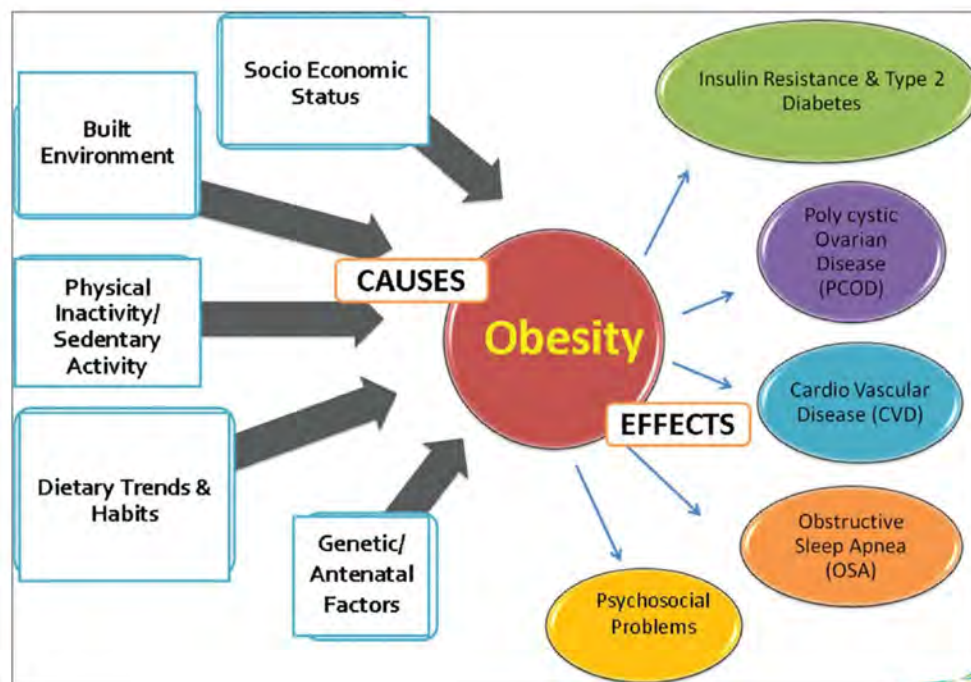 Socio Economic
Status
Built
Environment
Physical
Inactivity/
Sedentary
Activity
Dietary Trends &
Habits
Genetic/
Antenatal
Factors
CAUSES
Obesity
EFFECTS
Insulin Resistance & Type 2
Diabetes
Poly cystic
Ovarian
Disease
(PCOD)
Cardio Vascular
Disease (CVD)
Obstructive
Sleep Apnea
(OSA)
Psychosocial
Problems